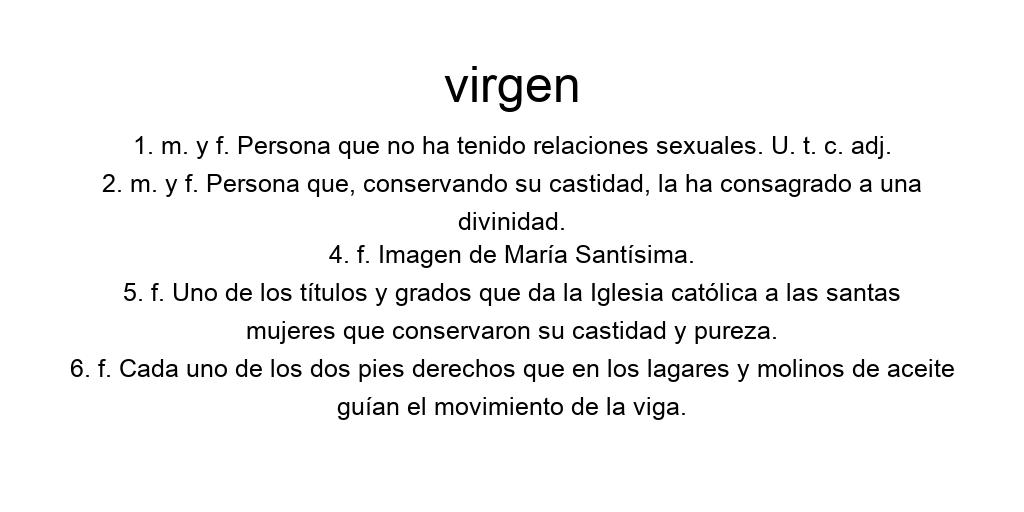 virgen
1. m. y f. Persona que no ha tenido relaciones sexuales. U. t. c. adj.
2. m. y f. Persona que, conservando su castidad, la ha consagrado a una
divinidad.
4. f. Imagen de María Santísima.
5. f. Uno de los títulos y grados que da la Iglesia católica a las santas
mujeres que conservaron su castidad y pureza.
6. f. Cada uno de los dos pies derechos que en los lagares y molinos de aceite
guían el movimiento de la viga.